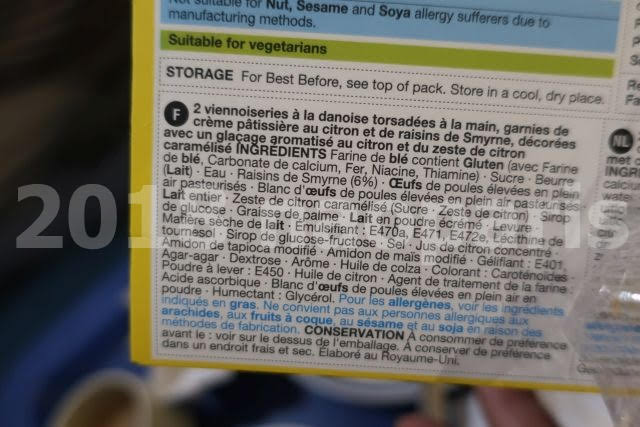 Not suitable for Nut, Sesame and Soya allergy sufferers due to
manufacturing methods.
Suitable for vegetarians
STORAGE For Best Before, see top of pack. Store in a cool, dry place.
F 2 viennoiseries à la danoise torsadées à la main, garnies de
crème pâtissière au citron et de raisins de Smyrne, décorées
avec un glaçage aromatisé au citron et du zeste de citron
caramélisé INGRÉDIENTS Farine de blé contient Gluten (avec Farine
de blé, Carbonate de calcium, Fer, Niacine, Thiamine) · Sucre · Beurre
(Lait) · Eau · Raisins de Smyrne (6%) · Œufs de poules élevées en plein
air pasteurisés · Blanc d'œufs de poules élevées en plein air pasteurisés ·
Lait entier · Zeste de citron caramélisé (Sucre · Zeste de citron) · Sirop
de glucose · Graisse de palme · Lait en poudre écrémé · Levure ·
Matière sèche de lait · Émulsifiant : E470a, E471, E472e, Lécithine de
tournesol · Sirop de glucose-fructose · Sel · Jus de citron concentré ·
Amidon de tapioca modifié · Amidon de maïs modifié · Gélifiant : E401
Agar-agar · Dextrose · Arôme · Huile de colza · Colorant : Caroténoïdes ·
Poudre à lever : E450 · Huile de citron · Agent de traitement de la farine :
Acide ascorbique · Blanc d'œufs de poules élevées en plein air en
poudre · Humectant : Glycérol. Pour les allergènes, voir les ingrédients
indiqués en gras. Ne convient pas aux personnes allergiques aux
arachides, aux fruits à coque, au sésame et au soja en raison des
méthodes de fabrication. CONSERVATION À consommer de préférence
avant le : voir sur le dessus de l'emballage. À conserver de préférence
dans un endroit frais et sec. Élaboré au Royaume-Uni.
NL